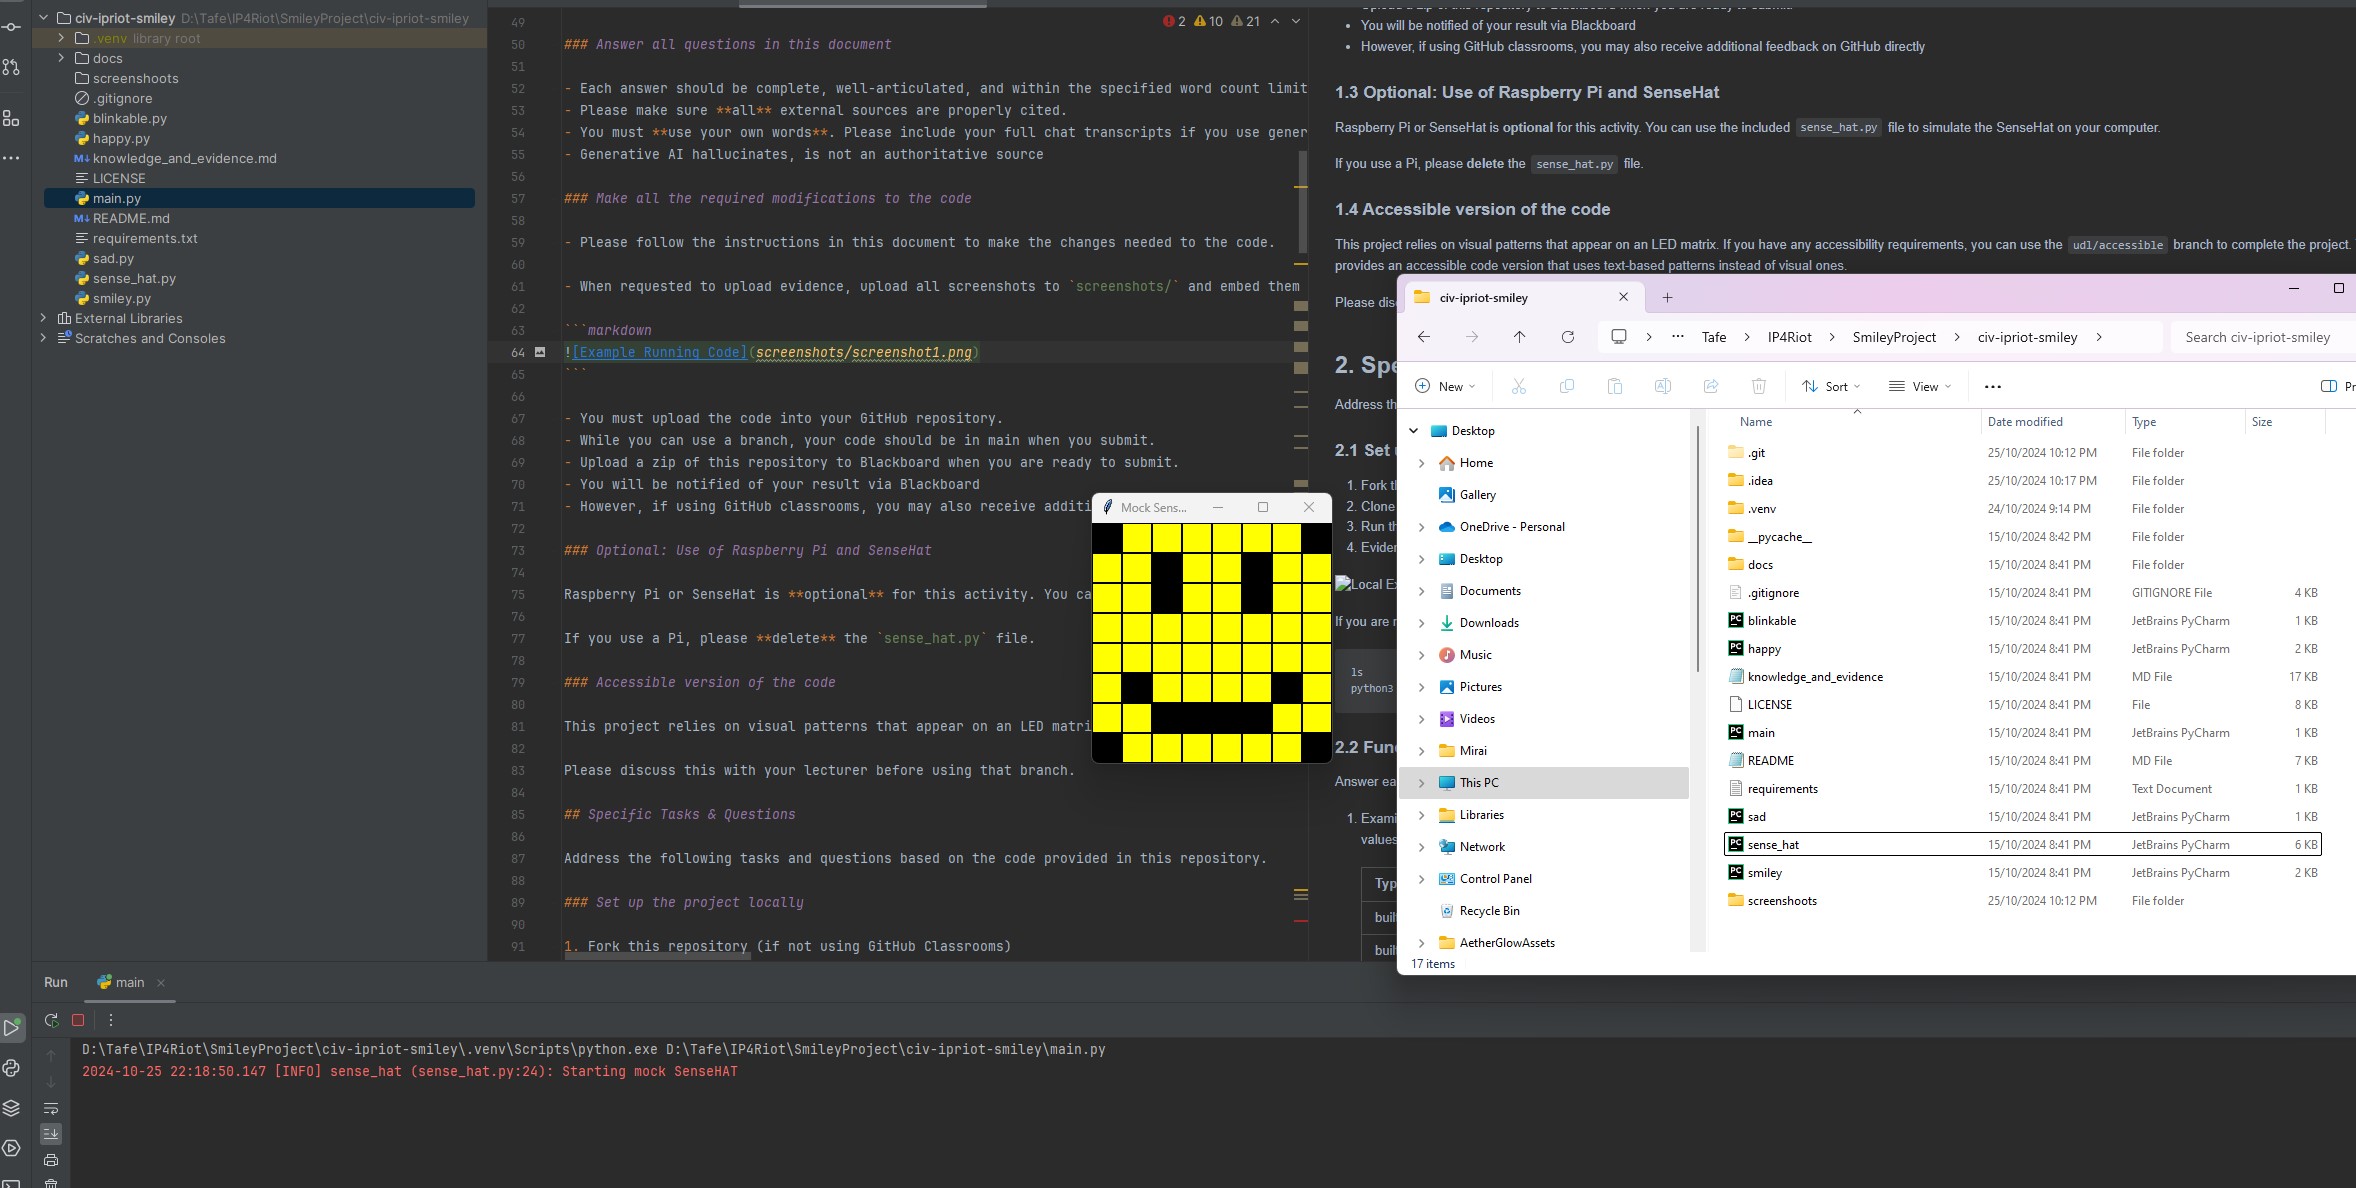 civ-ipriot-smiley D:\Tafe\IP4Riot\SmileyProject\civ-ipriot-smiley
.venv library root
docs
screenshoots
.gitignore
blinkable.py
happy.py
M↓ knowledge_and_evidence.md
LICENSE
main.py
M↓ README.md
requirements.txt
sad.py
sense_hat.py
smiley.py
External Libraries
Scratches and Consoles
2 10 21
49
50 ### Answer all questions in this document
51
52 - Each answer should be complete, well-articulated, and within the specified word count limit
53 - Please make sure **all** external sources are properly cited.
54 - You must **use your own words**. Please include your full chat transcripts if you use gener
55 - Generative AI hallucinates, is not an authoritative source
56
57 ### Make all the required modifications to the code
58
59 - Please follow the instructions in this document to make the changes needed to the code.
60
61 - When requested to upload evidence, upload all screenshots to `screenshots/` and embed them
62
63 ```markdown
64 ![Example Running Code](screenshots/screenshot1.png)
65 ```
66
67 - You must upload the code into your GitHub repository.
68 - While you can use a branch, your code should be in main when you submit.
69 - Upload a zip of this repository to Blackboard when you are ready to submit.
70 - You will be notified of your result via Blackboard
71 - However, if using GitHub classrooms, you may also receive additi
72
73 ### Optional: Use of Raspberry Pi and SenseHat
74
75 Raspberry Pi or SenseHat is **optional** for this activity. You ca
76
77 If you use a Pi, please **delete** the `sense_hat.py` file.
78
79 ### Accessible version of the code
80
81 This project relies on visual patterns that appear on an LED matri
82
83 Please discuss this with your lecturer before using that branch.
84
85 ## Specific Tasks & Questions
86
87 Address the following tasks and questions based on the code provided in this repository.
88
89 ### Set up the project locally
90
91 1. Fork this repository (if not using GitHub Classrooms)
• You will be notified of your result via Blackboard
• However, if using GitHub classrooms, you may also receive additional feedback on GitHub directly
1.3 Optional: Use of Raspberry Pi and SenseHat
Raspberry Pi or SenseHat is optional for this activity. You can use the included sense_hat.py file to simulate the SenseHat on your computer.
If you use a Pi, please delete the sense_hat.py file.
1.4 Accessible version of the code
This project relies on visual patterns that appear on an LED matrix. If you have any accessibility requirements, you can use the udl/accessible branch to complete the project.
provides an accessible code version that uses text-based patterns instead of visual ones.
Please dis
2. Spe
Address th
2.1 Set u
1. Fork th
2. Clone
3. Run th
4. Eviden
Local Ex
If you are r
ls
python3
2.2 Fun
Answer ea
1. Exami
values
Typ
built
built
Mock Sens...
civ-ipriot-smiley
... Tafe > IP4Riot > SmileyProject > civ-ipriot-smiley >
Search civ-ipriot-smiley
New Sort View ... Pr
Desktop
Home
Gallery
OneDrive - Personal
Desktop
Documents
Downloads
Music
Pictures
Videos
Mirai
This PC
Libraries
Network
Control Panel
Recycle Bin
AetherGlowAssets
17 items
Name Date modified Type Size
.git 25/10/2024 10:12 PM File folder
.idea 25/10/2024 10:17 PM File folder
.venv 24/10/2024 9:14 PM File folder
__pycache__ 15/10/2024 8:42 PM File folder
docs 15/10/2024 8:41 PM File folder
.gitignore 15/10/2024 8:41 PM GITIGNORE File 4 KB
blinkable 15/10/2024 8:41 PM JetBrains PyCharm 1 KB
happy 15/10/2024 8:41 PM JetBrains PyCharm 2 KB
knowledge_and_evidence 15/10/2024 8:41 PM MD File 17 KB
LICENSE 15/10/2024 8:41 PM File 8 KB
main 15/10/2024 8:41 PM JetBrains PyCharm 1 KB
README 15/10/2024 8:41 PM MD File 7 KB
requirements 15/10/2024 8:41 PM Text Document 1 KB
sad 15/10/2024 8:41 PM JetBrains PyCharm 1 KB
sense_hat 15/10/2024 8:41 PM JetBrains PyCharm 6 KB
smiley 15/10/2024 8:41 PM JetBrains PyCharm 2 KB
screenshoots 25/10/2024 10:12 PM File folder
Run main
D:\Tafe\IP4Riot\SmileyProject\civ-ipriot-smiley\.venv\Scripts\python.exe D:\Tafe\IP4Riot\SmileyProject\civ-ipriot-smiley\main.py
2024-10-25 22:18:50.147 [INFO] sense_hat (sense_hat.py:24): Starting mock SenseHAT